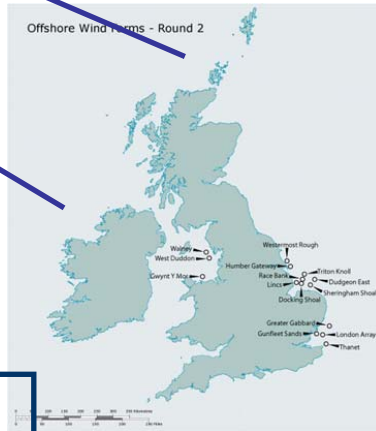 Offshore Wind Farms - Round 2
Westermost Rough
Humber Gateway
Walney
West Duddon
Gwynt Y Mor
Triton Knoll
Race Bank
Dudgeon East
Lincs
Sheringham Shoal
Docking Shoal
Greater Gabbard
Gunfleet Sands
London Array
Thanet